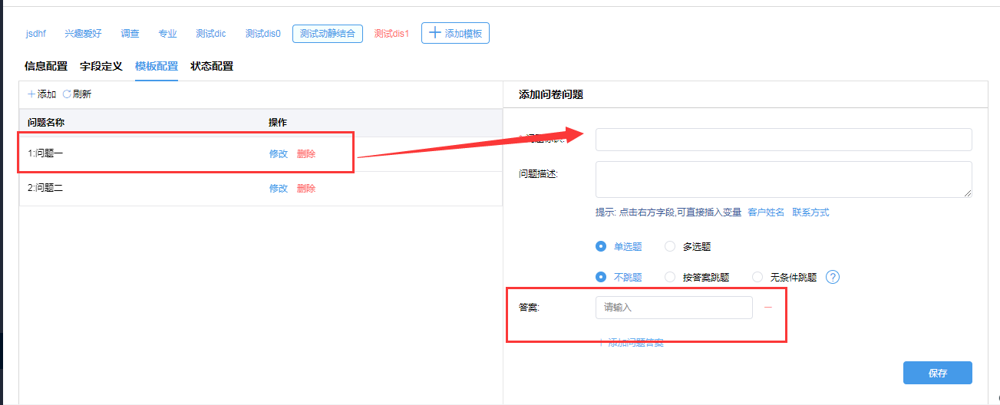 jsdhf 兴趣爱好 调查 专业 测试dic 测试dis0 测试动静结合 测试dis1 添加模板
信息配置 字段定义 模板配置 状态配置
添加 刷新
添加问卷问题
问题名称 操作
1:问题一 修改 删除
2:问题二 修改 删除
问题描述:
提示: 点击右方字段,可直接插入变量 客户姓名 联系方式
单选题 多选题
不跳题 按答案跳题 无条件跳题 ?
答案: 请输入
添加问题答案
保存